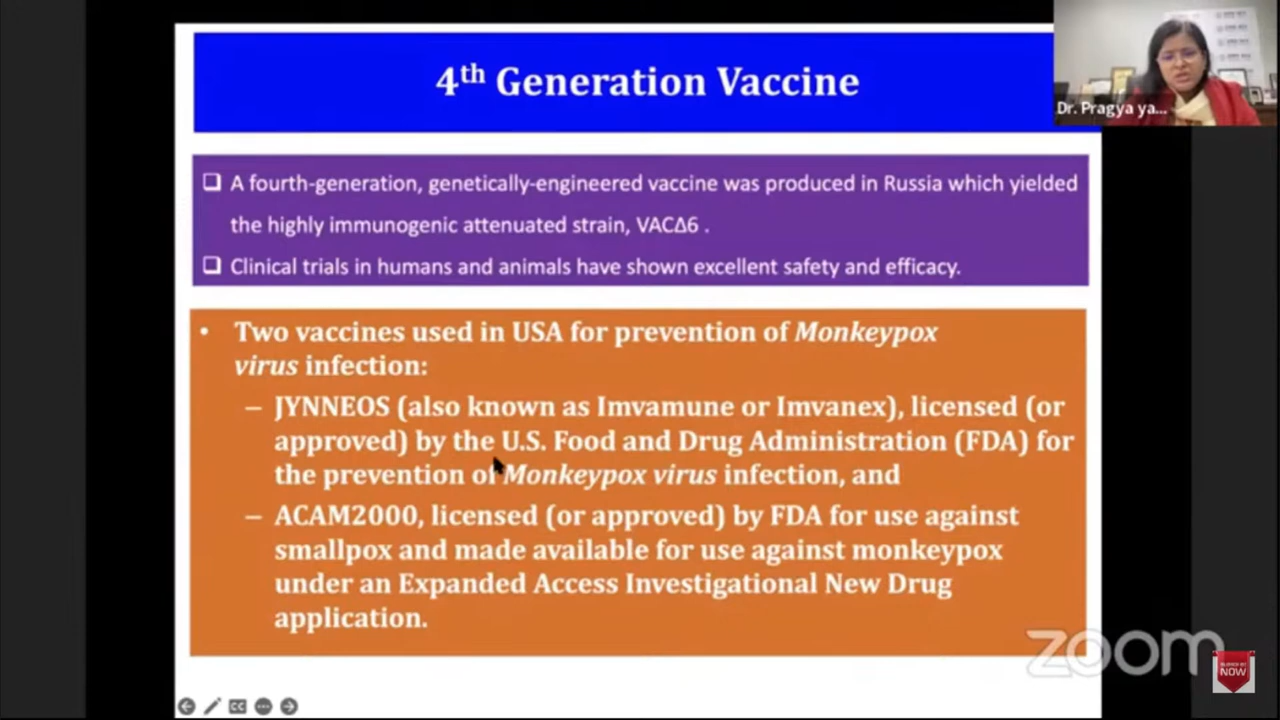 4th Generation Vaccine
Dr. Pragya ya...
❑ A fourth-generation, genetically-engineered vaccine was produced in Russia which yielded
the highly immunogenic attenuated strain, VACΔ6 .
❑ Clinical trials in humans and animals have shown excellent safety and efficacy.
• Two vaccines used in USA for prevention of Monkeypox
virus infection:
– JYNNEOS (also known as Imvamune or Imvanex), licensed (or
approved) by the U.S. Food and Drug Administration (FDA) for
the prevention of Monkeypox virus infection, and
– ACAM2000, licensed (or approved) by FDA for use against
smallpox and made available for use against monkeypox
under an Expanded Access Investigational New Drug
application.
zoom
NOW
CC